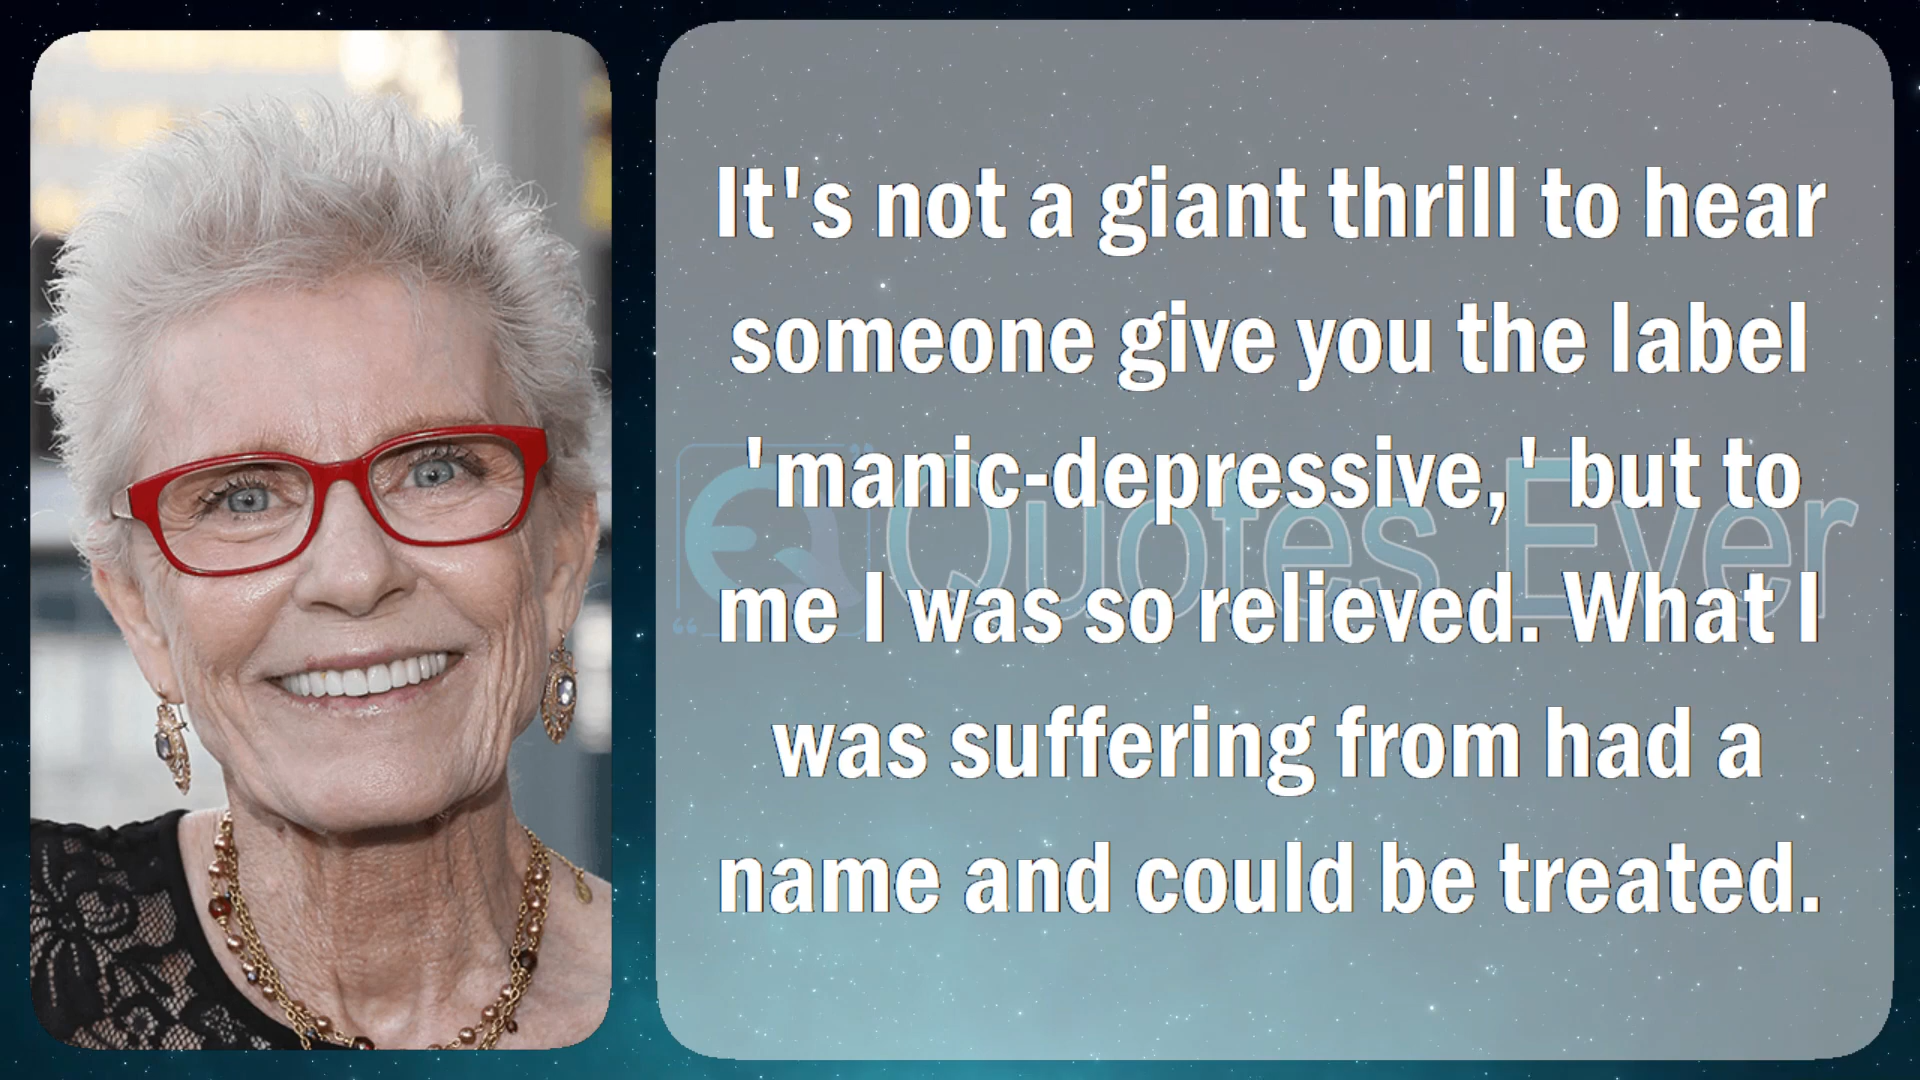 It's not a giant thrill to hear
someone give you the label
'manic-depressive,' but to
me I was so relieved. What I
was suffering from had a
name and could be treated.
EQ Quotes Ever